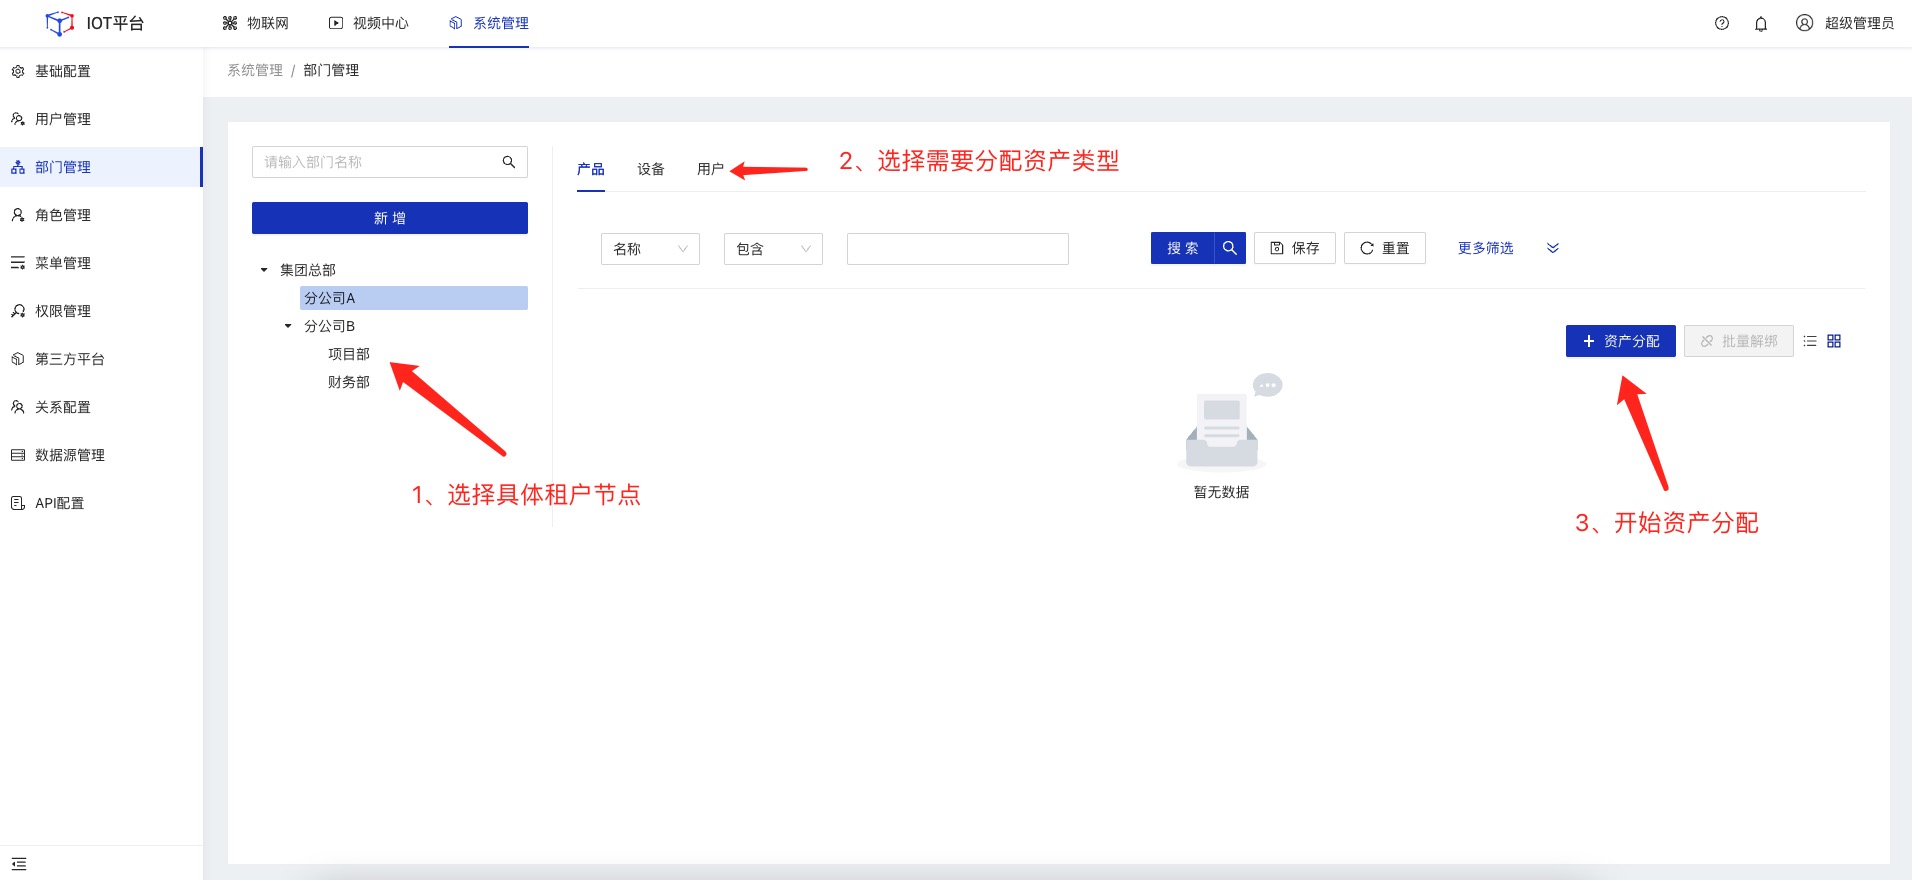 IOT平台
物联网
视频中心
系统管理
超级管理员
基础配置
用户管理
部门管理
角色管理
菜单管理
权限管理
第三方平台
关系配置
数据源管理
API配置
系统管理 / 部门管理
请输入部门名称
新 增
集团总部
分公司A
分公司B
项目部
财务部
1、选择具体租户节点
产品
设备
用户
2、选择需要分配资产类型
名称
包含
搜 索
保存
重置
更多筛选
资产分配
批量解绑
暂无数据
3、开始资产分配